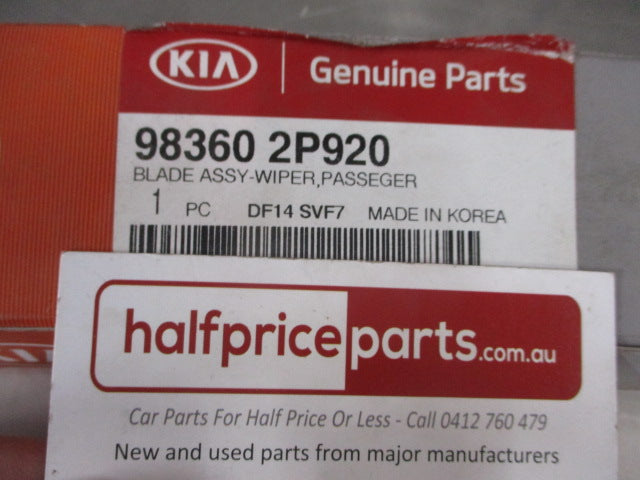 KIA Genuine Parts
98360 2P920
BLADE ASSY-WIPER,PASSEGER
1 PC DF14 SVF7 MADE IN KOREA
KIA
halfpriceparts.com.au
Car Parts For Half Price Or Less - Call 0412 760 479
New and used parts from major manufacturers